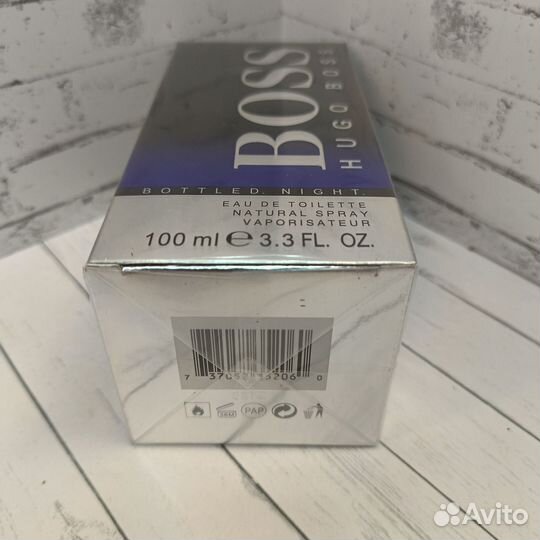 BOSS
HUGO BOSS
BOTTLED. NIGHT.
EAU DE TOILETTE
NATURAL SPRAY
VAPORISATEUR
100 ml e 3.3 FL. OZ.
PAP
Avito